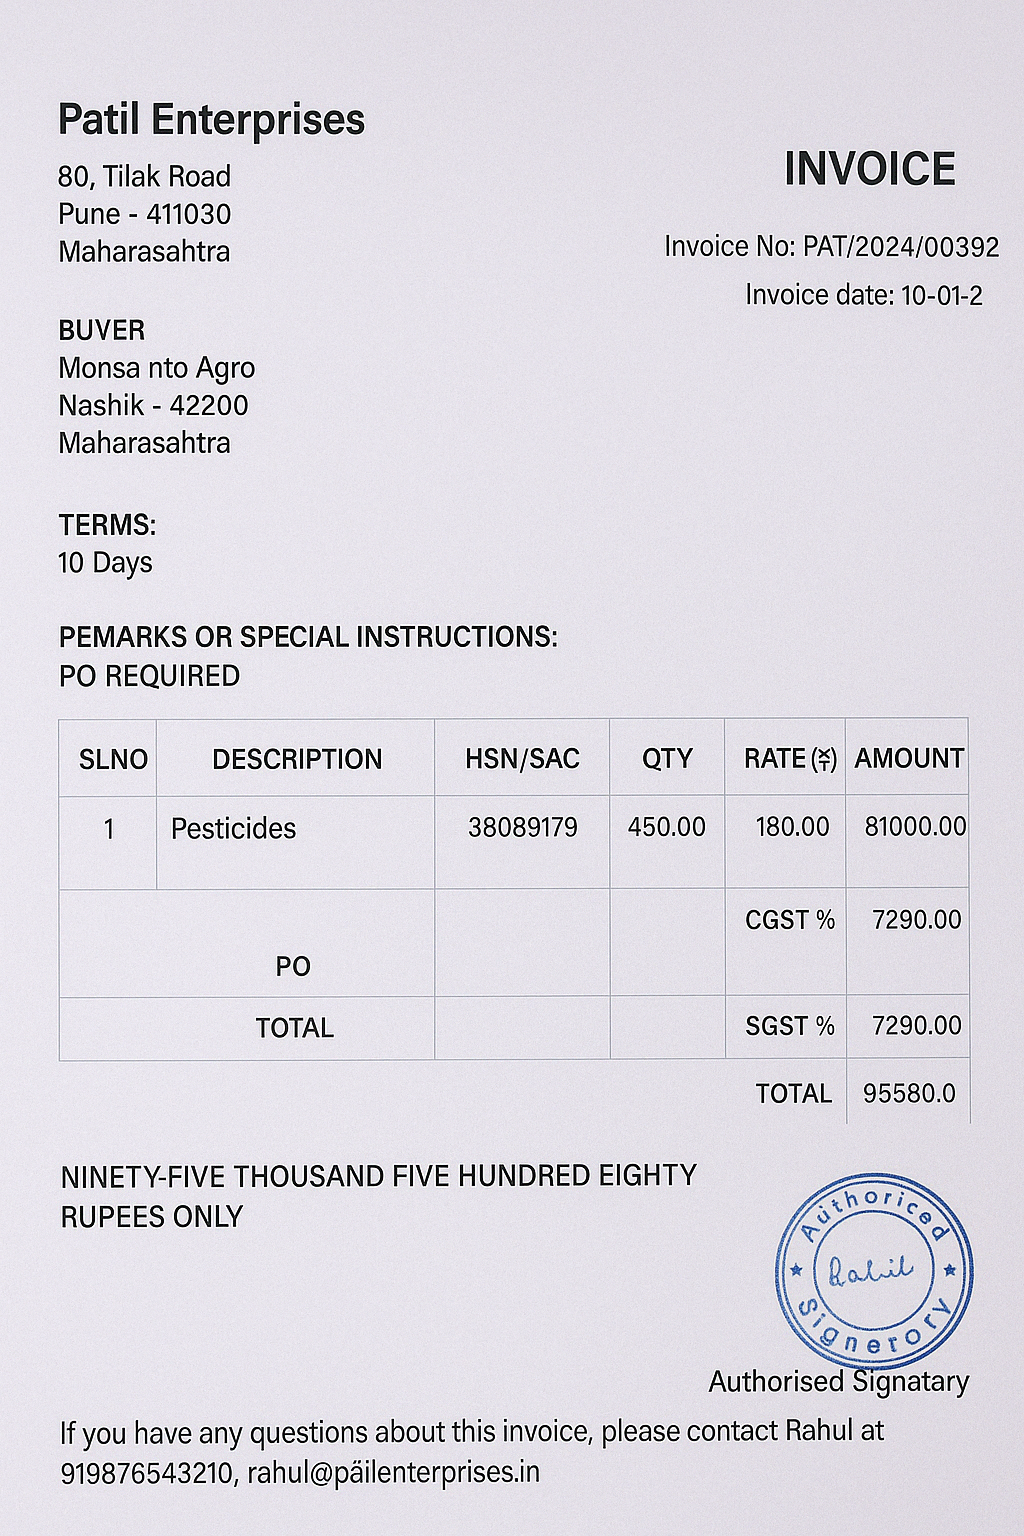 Patil Enterprises
80, Tilak Road
Pune - 411030
Maharasahtra
INVOICE
Invoice No: PAT/2024/00392
Invoice date: 10-01-2
BUVER
Monsa nto Agro
Nashik - 42200
Maharasahtra
TERMS:
10 Days
PEMARKS OR SPECIAL INSTRUCTIONS:
PO REQUIRED
SLNO DESCRIPTION HSN/SAC QTY RATE (₹) AMOUNT
1 Pesticides 38089179 450.00 180.00 81000.00
CGST % 7290.00
PO
TOTAL SGST % 7290.00
TOTAL 95580.0
NINETY-FIVE THOUSAND FIVE HUNDRED EIGHTY
RUPEES ONLY
Authoriced
Rahil
Signerory
Authorised Signatary
If you have any questions about this invoice, please contact Rahul at
919876543210, rahul@päilenterprises.in